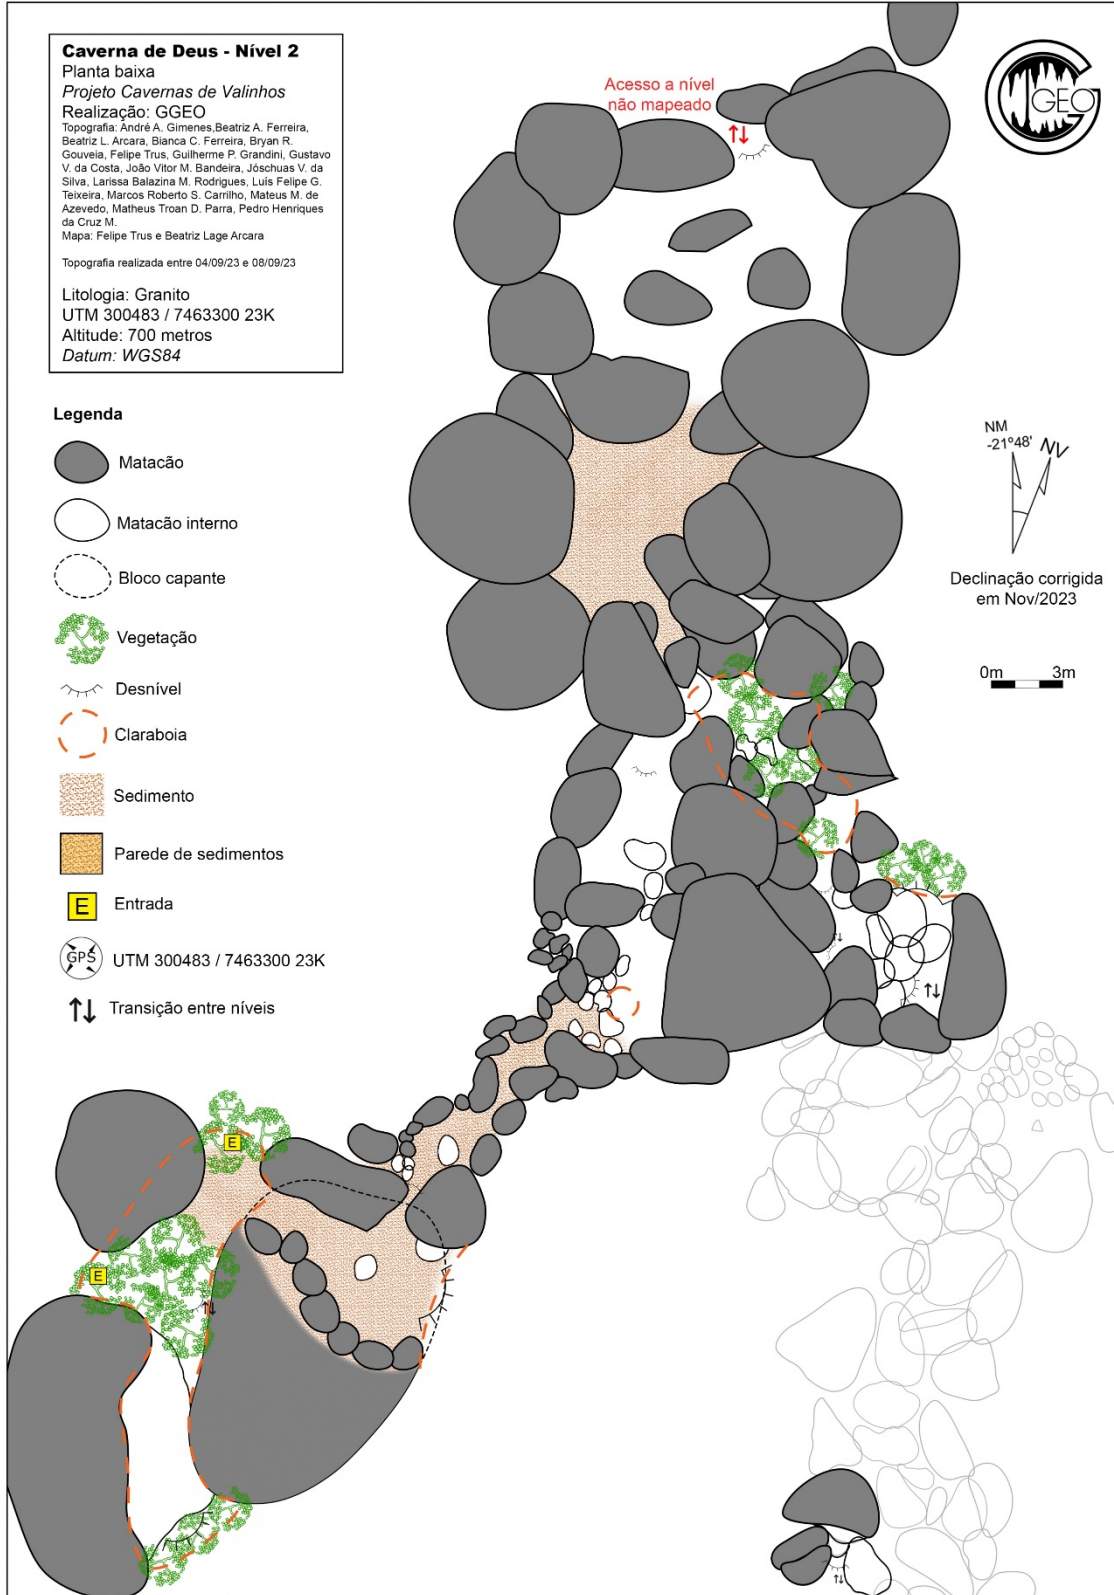 Caverna de Deus - Nível 2
Planta baixa
Projeto Cavernas de Valinhos
Realização: GGEO
Topografia: André A. Gimenes,Beatriz A. Ferreira,
Beatriz L. Arcara, Bianca C. Ferreira, Bryan R.
Gouveia, Felipe Trus, Guilherme P. Grandini, Gustavo
V. da Costa, João Vitor M. Bandeira, Jóschuas V. da
Silva, Larissa Balazina M. Rodrigues, Luís Felipe G.
Teixeira, Marcos Roberto S. Carrilho, Mateus M. de
Azevedo, Matheus Troan D. Parra, Pedro Henriques
da Cruz M.
Mapa: Felipe Trus e Beatriz Lage Arcara
Topografia realizada entre 04/09/23 e 08/09/23
Litologia: Granito
UTM 300483 / 7463300 23K
Altitude: 700 metros
Datum: WGS84
Acesso a nível
não mapeado
GEO
Legenda
Matacão
Matacão interno
Bloco capante
Vegetação
Desnível
Claraboia
Sedimento
Parede de sedimentos
E Entrada
GPS UTM 300483 / 7463300 23K
Transição entre níveis
NM
-21°48' NV
Declinação corrigida
em Nov/2023
0m 3m
E
E